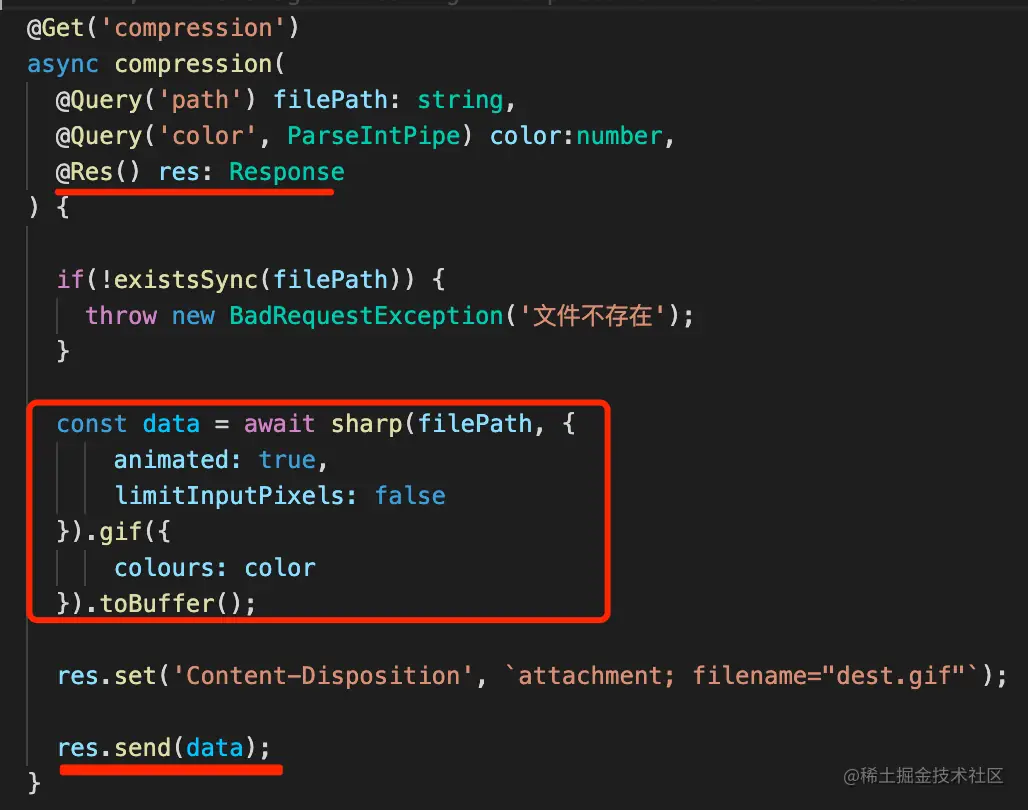 @Get('compression')
async compression(
  @Query('path') filePath: string,
  @Query('color', ParseIntPipe) color:number,
  @Res() res: Response
) {
  if(!existsSync(filePath)) {
    throw new BadRequestException('文件不存在');
  }
  const data = await sharp(filePath, {
      animated: true,
      limitInputPixels: false
  }).gif({
      colours: color
  }).toBuffer();
  res.set('Content-Disposition', `attachment; filename="dest.gif"`);
  res.send(data);
}
@稀土掘金技术社区